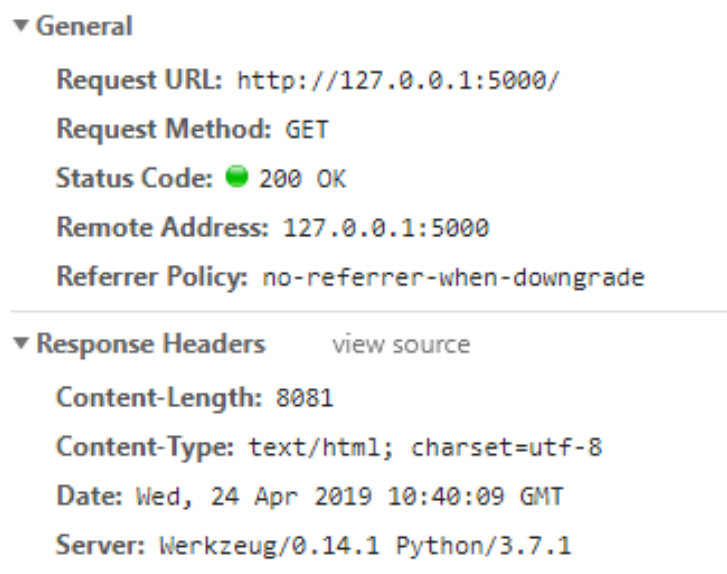 General
Request URL: http://127.0.0.1:5000/
Request Method: GET
Status Code: 200 OK
Remote Address: 127.0.0.1:5000
Referrer Policy: no-referrer-when-downgrade
Response Headers view source
Content-Length: 8081
Content-Type: text/html; charset=utf-8
Date: Wed, 24 Apr 2019 10:40:09 GMT
Server: Werkzeug/0.14.1 Python/3.7.1